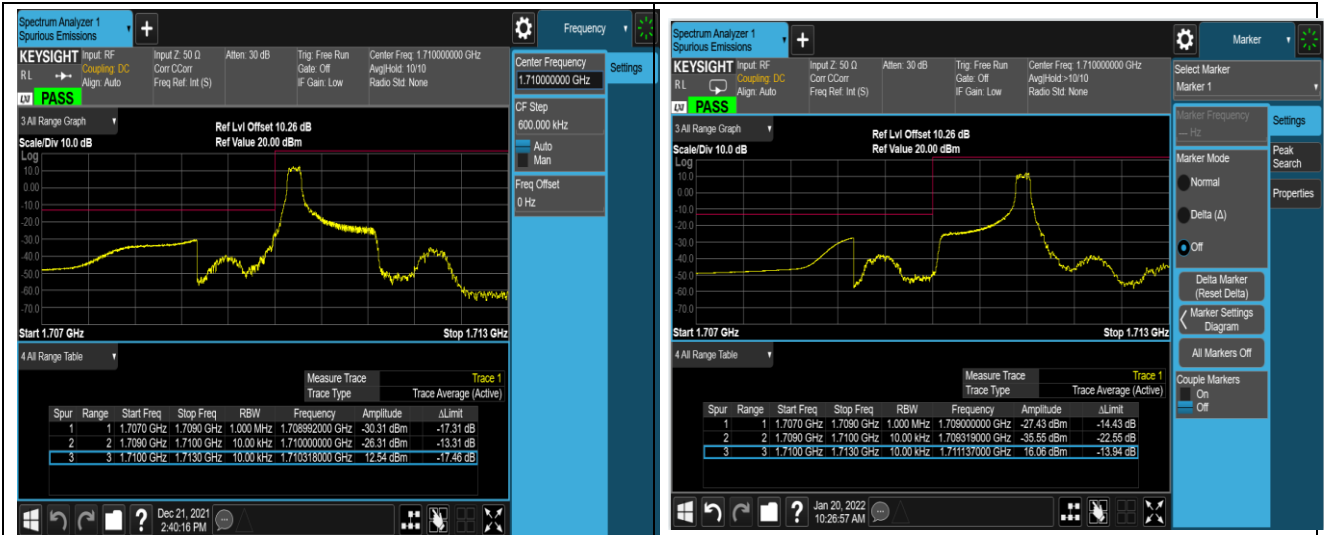 Spectrum Analyzer 1
Spurious Emissions
Frequency
KEYSIGHT
RL
PASS
Input: RF
Coupling: DC
Align: Auto
Input Z: 50 Ω
Corr CCorr
Freq Ref: Int (S)
Atten: 30 dB
Trig: Free Run
Gate: Off
IF Gain: Low
Center Freq: 1.710000000 GHz
Avg|Hold: 10/10
Radio Std: None
3 All Range Graph
Ref Lvl Offset 10.26 dB
Scale/Div 10.0 dB
Ref Value 20.00 dBm
Log
10.0
0.00
-10.0
-20.0
-30.0
-40.0
-50.0
-60.0
-70.0
Start 1.707 GHz
Stop 1.713 GHz
4 All Range Table
Measure Trace Trace 1
Trace Type Trace Average (Active)
Spur Range Start Freq Stop Freq RBW Frequency Amplitude ΔLimit
1 1 1.7070 GHz 1.7090 GHz 1.000 MHz 1.708992000 GHz -30.31 dBm -17.31 dB
2 2 1.7090 GHz 1.7100 GHz 10.00 kHz 1.710000000 GHz -26.31 dBm -13.31 dB
3 3 1.7100 GHz 1.7130 GHz 10.00 kHz 1.710318000 GHz 12.54 dBm -17.46 dB
Center Frequency
1.710000000 GHz
CF Step
600.000 kHz
Auto
Man
Freq Offset
0 Hz
Settings
?
Dec 21, 2021
2:40:16 PM
Spectrum Analyzer 1
Spurious Emissions
Marker
KEYSIGHT
RL
PASS
Input: RF
Coupling: DC
Align: Auto
Input Z: 50 Ω
Corr CCorr
Freq Ref: Int (S)
Atten: 30 dB
Trig: Free Run
Gate: Off
IF Gain: Low
Center Freq: 1.710000000 GHz
Avg|Hold: >10/10
Radio Std: None
3 All Range Graph
Ref Lvl Offset 10.26 dB
Scale/Div 10.0 dB
Ref Value 20.00 dBm
Log
10.0
0.00
-10.0
-20.0
-30.0
-40.0
-50.0
-60.0
-70.0
Start 1.707 GHz
Stop 1.713 GHz
4 All Range Table
Measure Trace Trace 1
Trace Type Trace Average (Active)
Spur Range Start Freq Stop Freq RBW Frequency Amplitude ΔLimit
1 1 1.7070 GHz 1.7090 GHz 1.000 MHz 1.709000000 GHz -27.43 dBm -14.43 dB
2 2 1.7090 GHz 1.7100 GHz 10.00 kHz 1.709319000 GHz -35.55 dBm -22.55 dB
3 3 1.7100 GHz 1.7130 GHz 10.00 kHz 1.711137000 GHz 16.06 dBm -13.94 dB
Select Marker
Marker 1
Marker Frequency
--- Hz
Marker Mode
Normal
Delta (Δ)
Off
Delta Marker
(Reset Delta)
Marker Settings
Diagram
All Markers Off
Couple Markers
On
Off
Settings
Peak
Search
Properties
?
Jan 20, 2022
10:26:57 AM